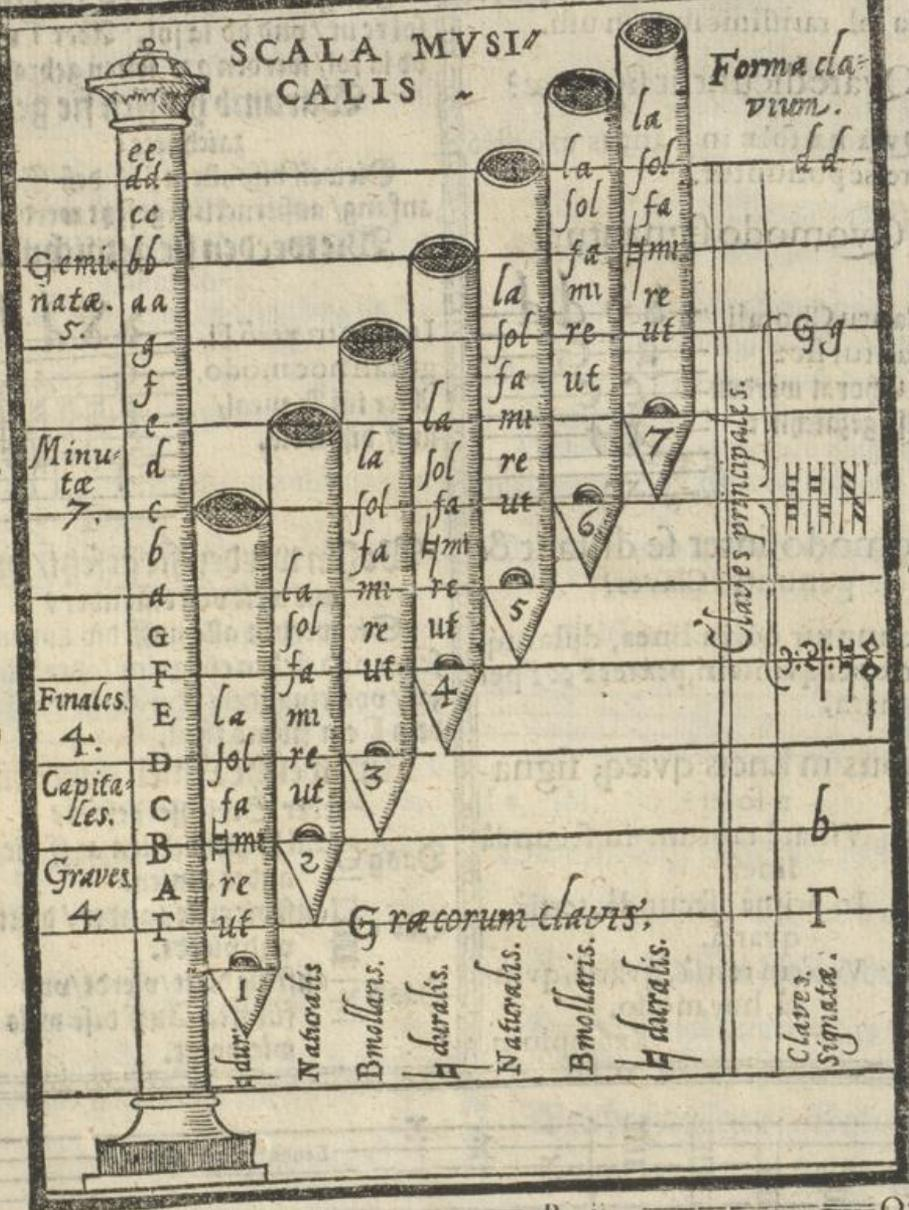 SCALA MVSI〃
CALIS ~
Forma cla-
vium.
dd
Gg
b
Γ
Claves principales.
Claves.
Signatæ.
Gemi-
natæ.
5.
Minu-
tæ
7.
Finales.
4.
Capita-
les.
Graves.
4.
ee
dd
cc
bb
aa
g
f
e
d
c
b
a
G
F
E
D
C
B
A
Γ
la
sol
fa
♮mi
re
ut
1
♮duralis
la
sol
fa
mi
re
ut
2
Naturalis
la
sol
fa
mi
re
ut
3
Bmollaris.
la
sol
fa
♮mi
re
ut
4
♮duralis.
la
sol
fa
mi
re
ut
5
Naturalis.
la
sol
fa
mi
re
ut
6
Bmollaris.
la
sol
fa
♮mi
re
ut
7
♮duralis.
Græcorum clavis.